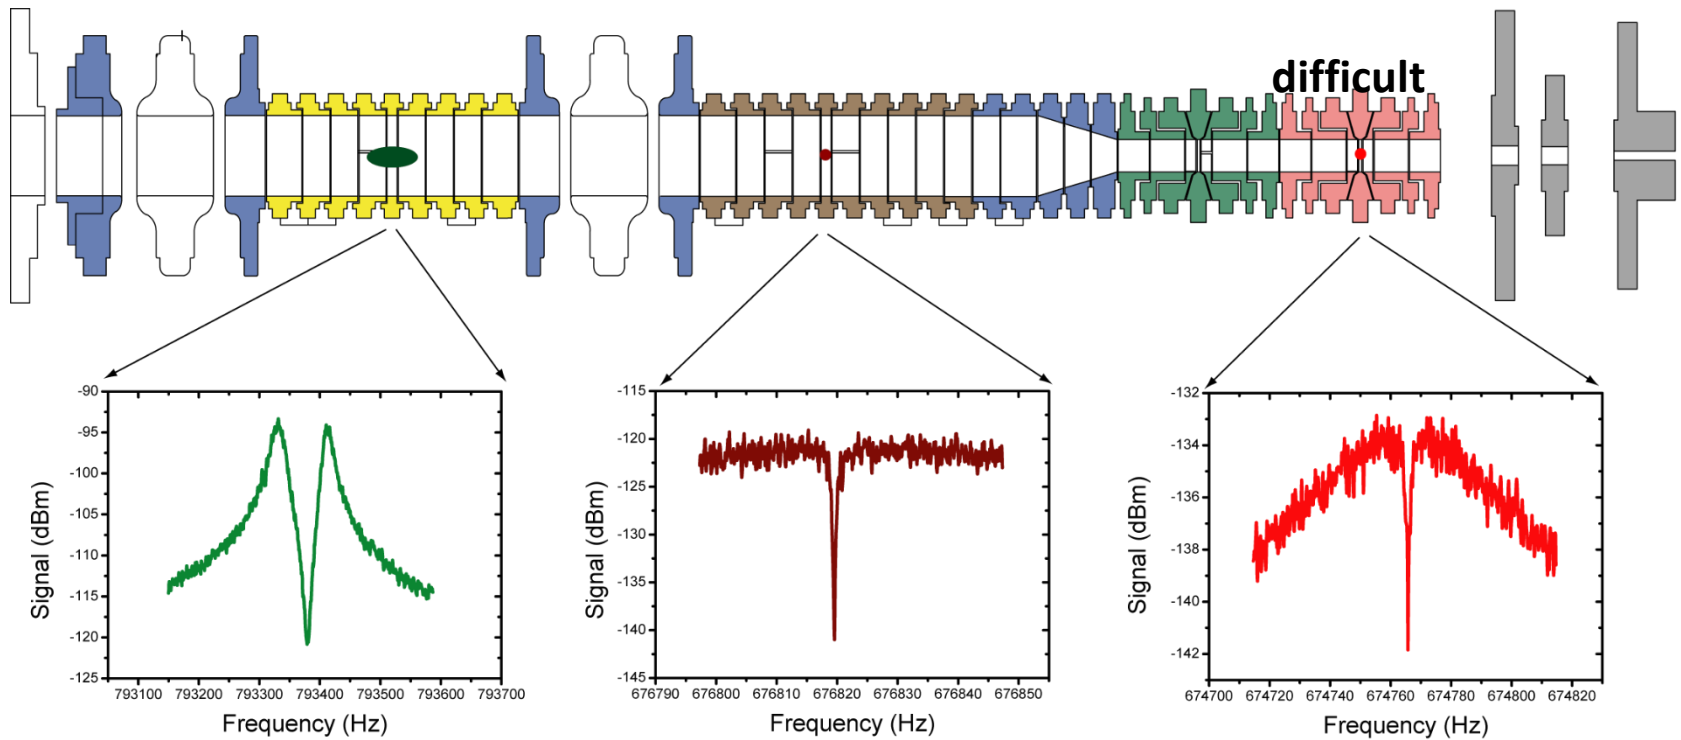 difficult
-90
-95
-100
-105
-110
-115
-120
-125
Signal (dBm)
793100 793200 793300 793400 793500 793600 793700
Frequency (Hz)
-115
-120
-125
-130
-135
-140
-145
Signal (dBm)
676790 676800 676810 676820 676830 676840 676850
Frequency (Hz)
-132
-134
-136
-138
-140
-142
Signal (dBm)
674700 674720 674740 674760 674780 674800 674820
Frequency (Hz)